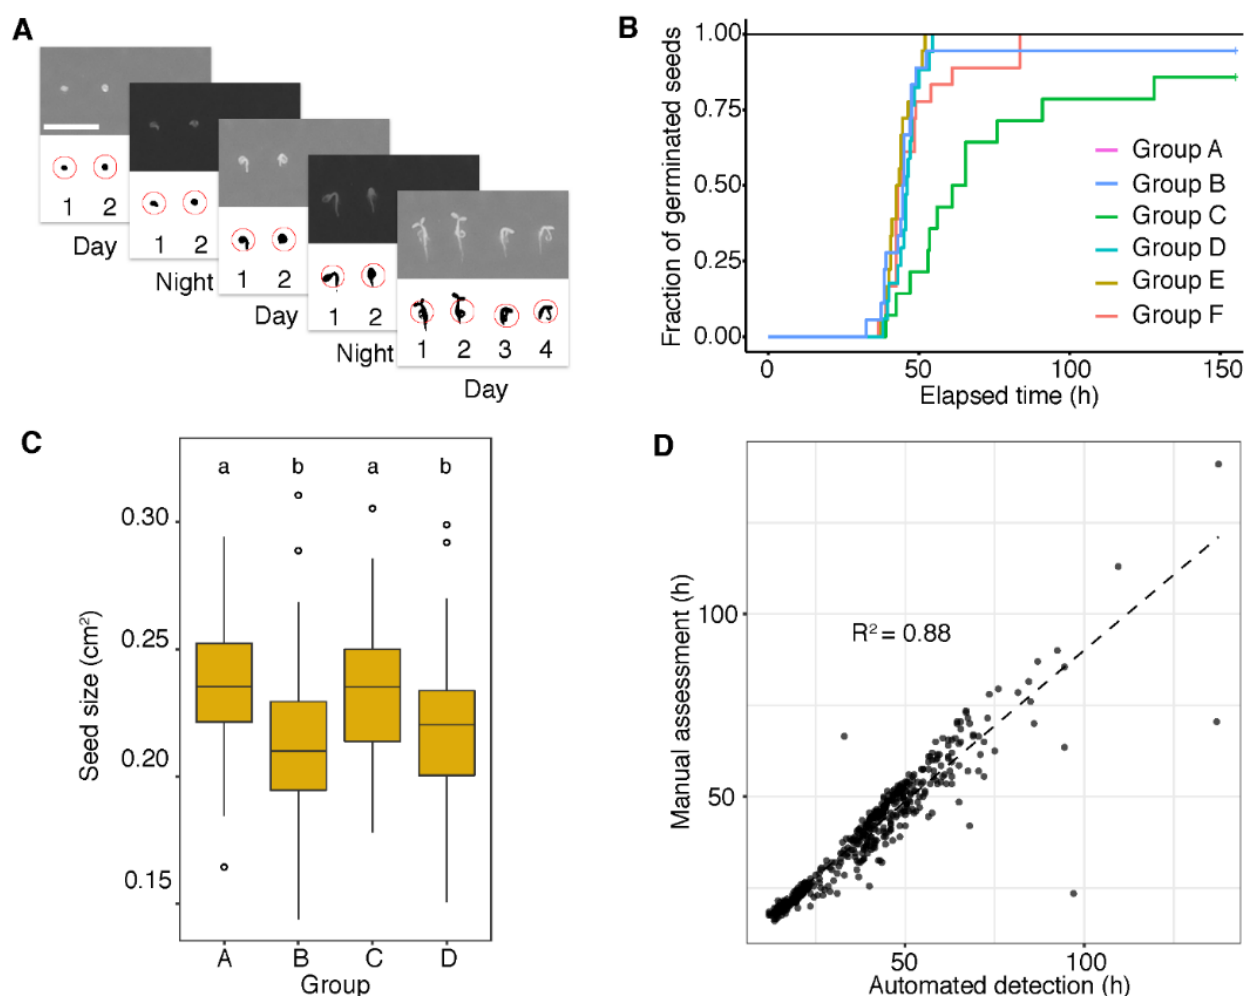 A
1 2
Day
1 2
Night
1 2
Day
1 2
Night
1 2 3 4
Day
B
Fraction of germinated seeds
1.00
0.75
0.50
0.25
0.00
0 50 100 150
Elapsed time (h)
Group A
Group B
Group C
Group D
Group E
Group F
C
Seed size (cm²)
0.30
0.25
0.20
0.15
a b a b
A B C D
Group
D
Manual assessment (h)
100
50
R² = 0.88
50 100
Automated detection (h)